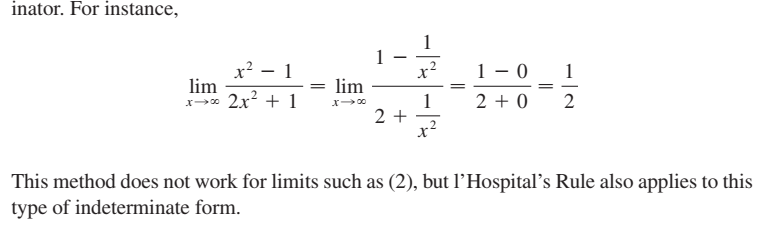 inator. For instance,
lim x→∞ (x² − 1)/(2x² + 1) = lim x→∞ (1 − 1/x²)/(2 + 1/x²) = (1 − 0)/(2 + 0) = 1/2
This method does not work for limits such as (2), but l’Hospital’s Rule also applies to this
type of indeterminate form.